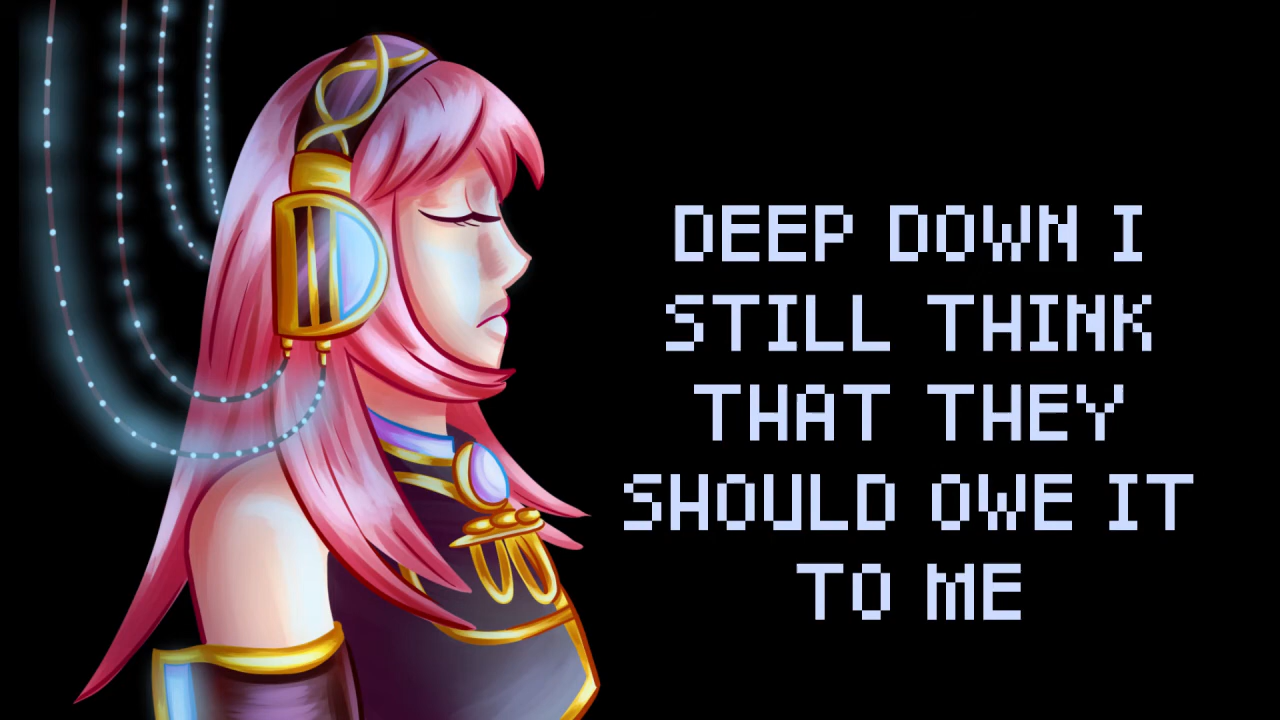 DEEP DOWN I
STILL THINK
THAT THEY
SHOULD OWE IT
TO ME